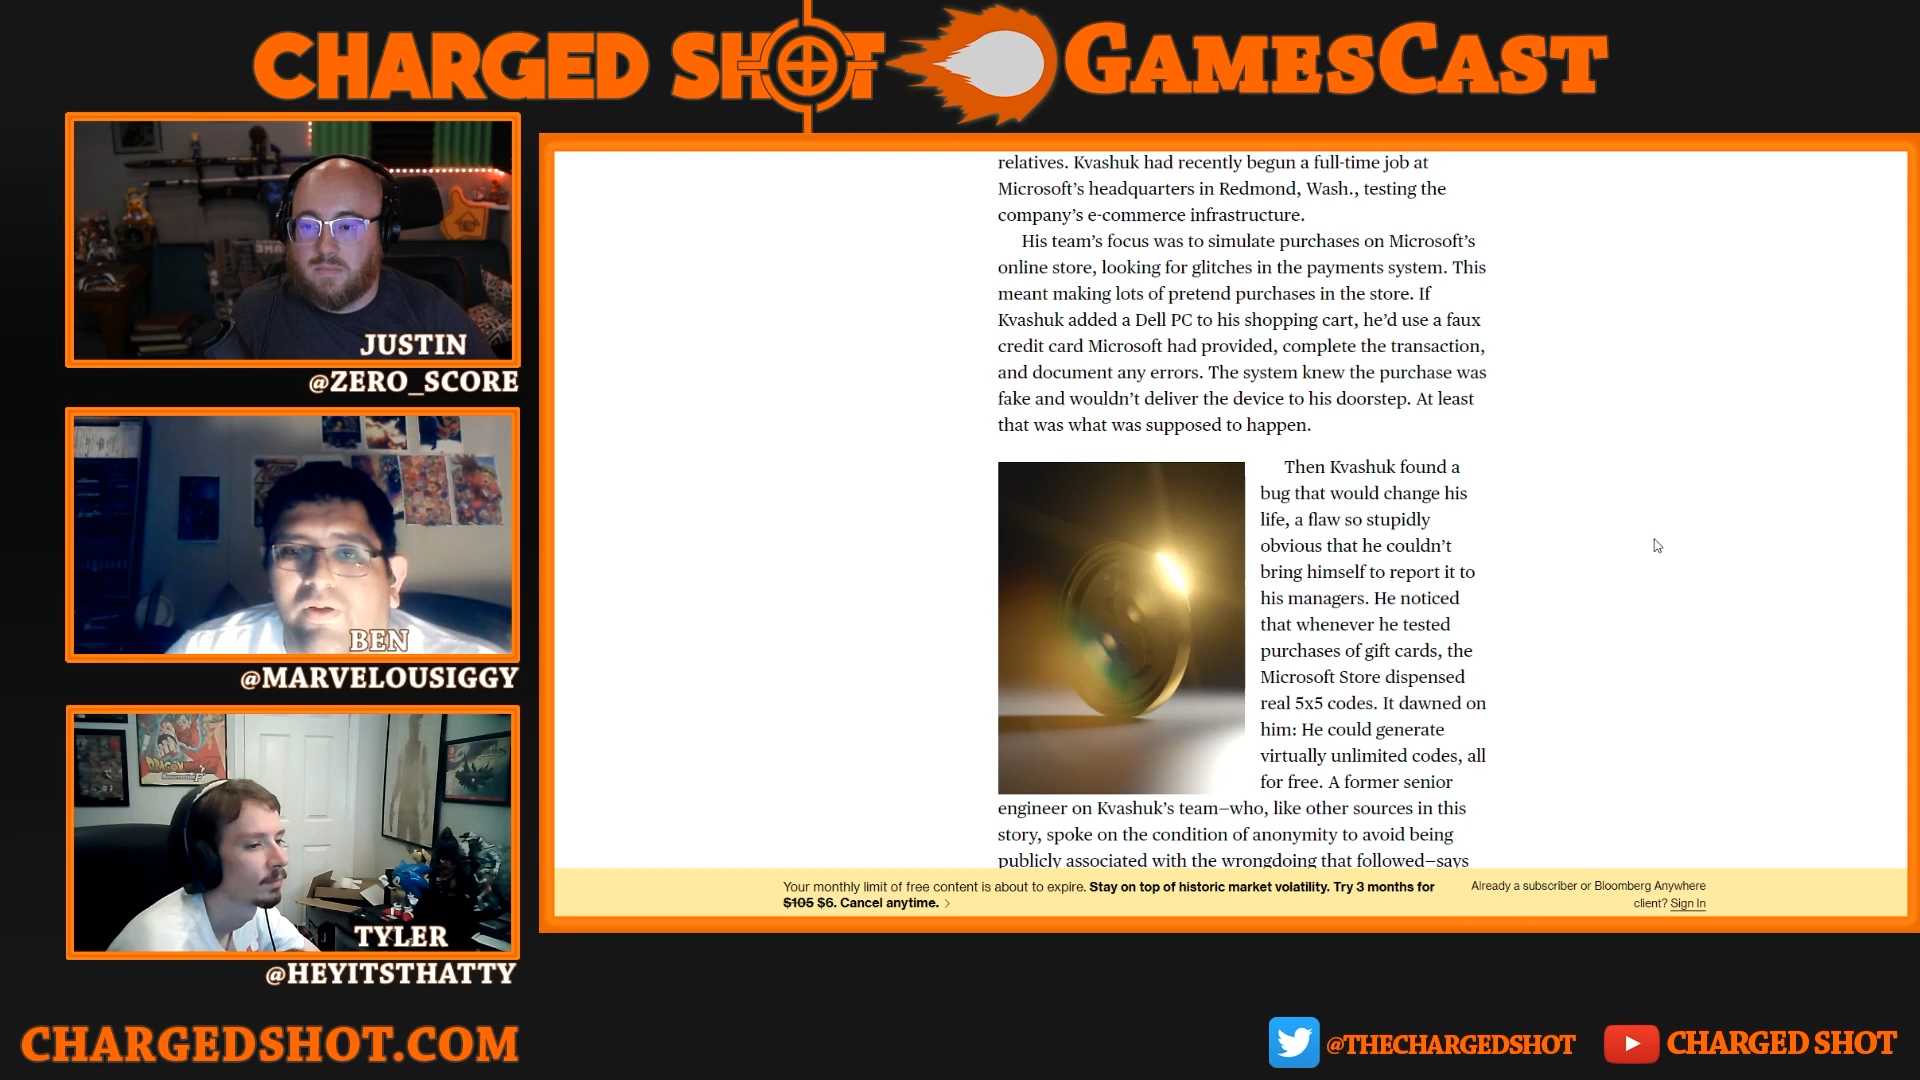 CHARGED SHOT GAMESCAST
JUSTIN
@ZERO_SCORE
BEN
@MARVELOUSIGGY
TYLER
@HEYITSTHATTY
relatives. Kvashuk had recently begun a full-time job at
Microsoft’s headquarters in Redmond, Wash., testing the
company’s e-commerce infrastructure.
His team’s focus was to simulate purchases on Microsoft’s
online store, looking for glitches in the payments system. This
meant making lots of pretend purchases in the store. If
Kvashuk added a Dell PC to his shopping cart, he’d use a faux
credit card Microsoft had provided, complete the transaction,
and document any errors. The system knew the purchase was
fake and wouldn’t deliver the device to his doorstep. At least
that was what was supposed to happen.
Then Kvashuk found a
bug that would change his
life, a flaw so stupidly
obvious that he couldn’t
bring himself to report it to
his managers. He noticed
that whenever he tested
purchases of gift cards, the
Microsoft Store dispensed
real 5x5 codes. It dawned on
him: He could generate
virtually unlimited codes, all
for free. A former senior
engineer on Kvashuk’s team—who, like other sources in this
story, spoke on the condition of anonymity to avoid being
publicly associated with the wrongdoing that followed—says
Your monthly limit of free content is about to expire. Stay on top of historic market volatility. Try 3 months for
$105 $6. Cancel anytime. >
Already a subscriber or Bloomberg Anywhere
client? Sign In
CHARGEDSHOT.COM
@THECHARGEDSHOT
CHARGED SHOT